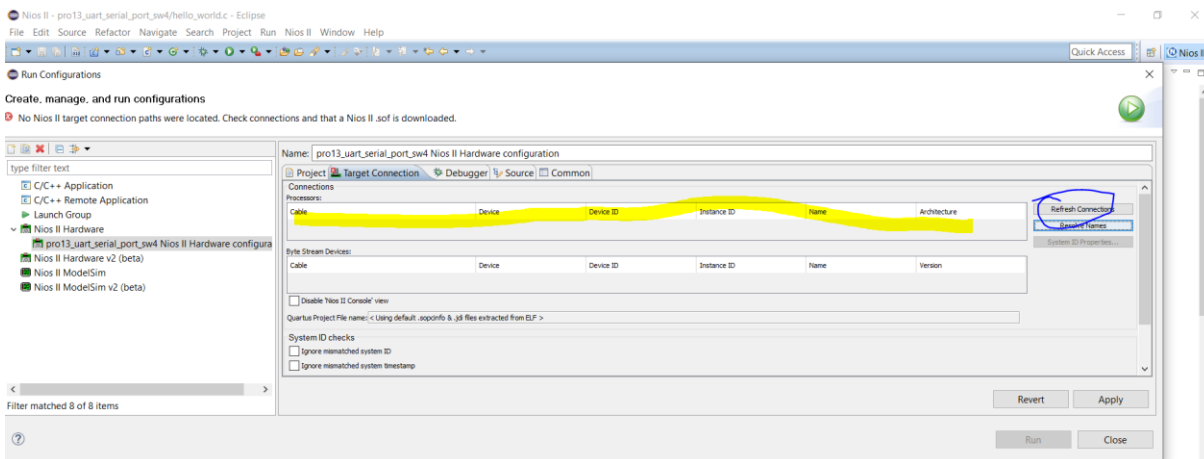 Nios II - pro13_uart_serial_port_sw4/hello_world.c - Eclipse
File Edit Source Refactor Navigate Search Project Run Nios II Window Help
Quick Access
Nios II
Run Configurations
Create, manage, and run configurations
No Nios II target connection paths were located. Check connections and that a Nios II .sof is downloaded.
type filter text
C/C++ Application
C/C++ Remote Application
Launch Group
Nios II Hardware
pro13_uart_serial_port_sw4 Nios II Hardware configura
Nios II Hardware v2 (beta)
Nios II ModelSim
Nios II ModelSim v2 (beta)
Filter matched 8 of 8 items
Name: pro13_uart_serial_port_sw4 Nios II Hardware configuration
Project Target Connection Debugger Source Common
Connections
Processors:
Cable Device Device ID Instance ID Name Architecture
Refresh Connections
Resolve Names
System ID Properties...
Byte Stream Devices:
Cable Device Device ID Instance ID Name Version
Disable 'Nios II Console' view
Quartus Project File name: < Using default .sopcinfo & .jdi files extracted from ELF >
System ID checks
Ignore mismatched system ID
Ignore mismatched system timestamp
Revert Apply
Run Close